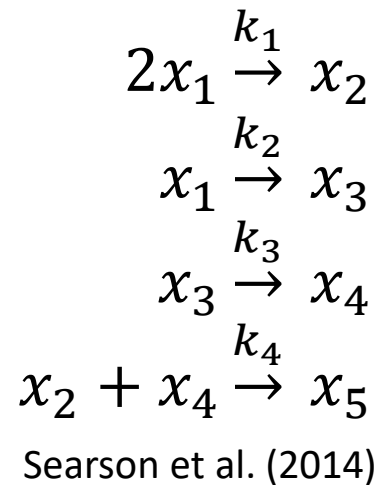 2x₁ →ᵏ¹ x₂
x₁ →ᵏ² x₃
x₃ →ᵏ³ x₄
x₂ + x₄ →ᵏ⁴ x₅
Searson et al. (2014)